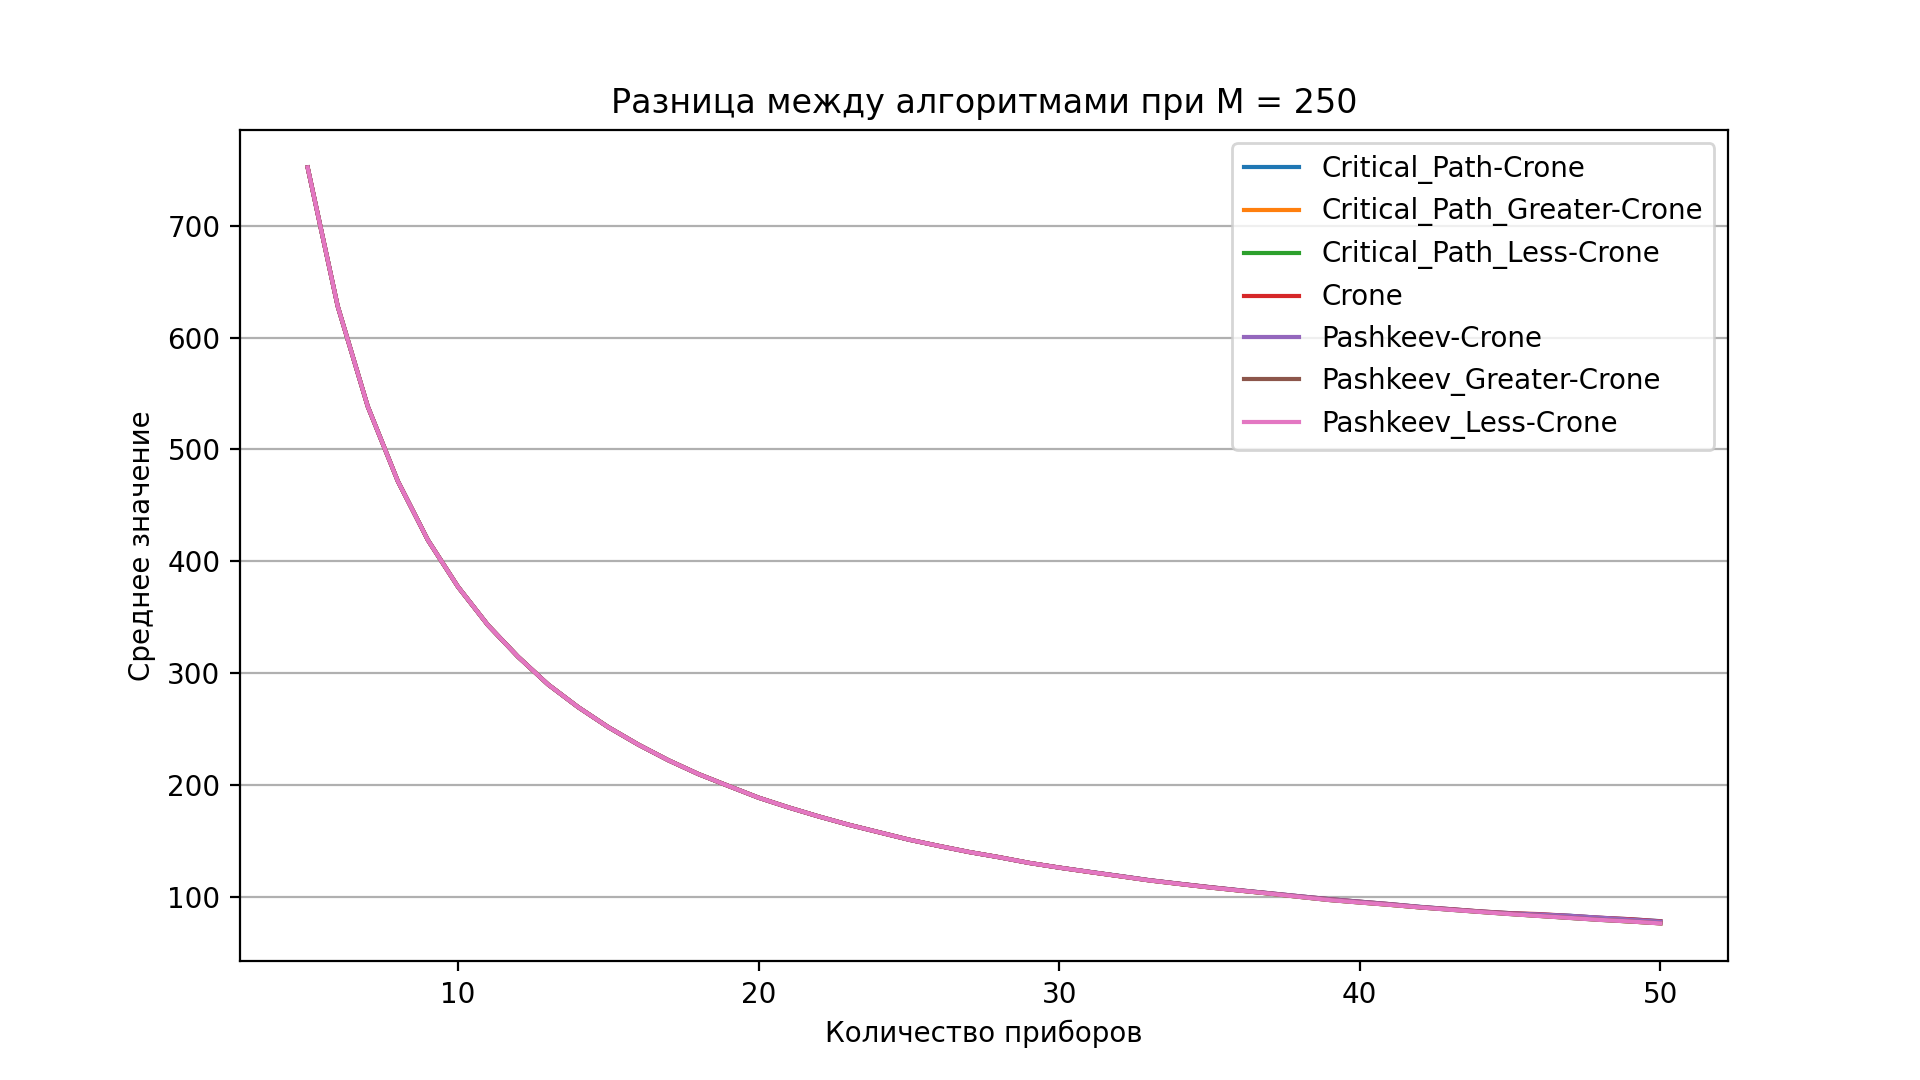 Разница между алгоритмами при M = 250
Critical_Path-Crone
Critical_Path_Greater-Crone
Critical_Path_Less-Crone
Crone
Pashkeev-Crone
Pashkeev_Greater-Crone
Pashkeev_Less-Crone
Среднее значение
700
600
500
400
300
200
100
10 20 30 40 50
Количество приборов